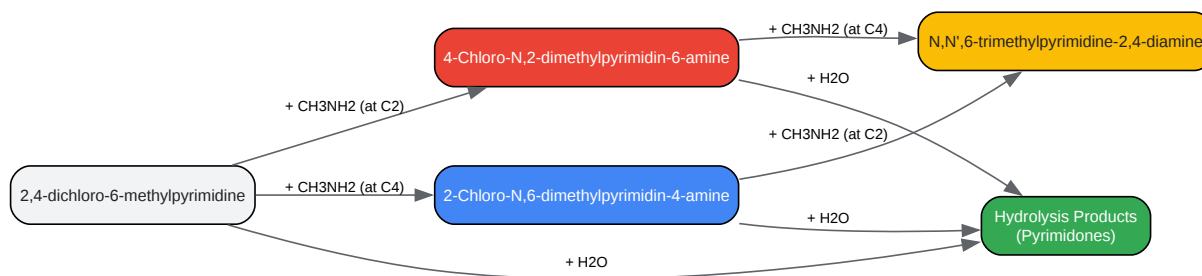 + CH3NH2 (at C4)
N,N',6-trimethylpyrimidine-2,4-diamine
4-Chloro-N,2-dimethylpyrimidin-6-amine
+ H2O
+ CH3NH2 (at C2)
+ CH3NH2 (at C2)
2,4-dichloro-6-methylpyrimidine
+ CH3NH2 (at C4)
2-Chloro-N,6-dimethylpyrimidin-4-amine
+ H2O
Hydrolysis Products
(Pyrimidones)
+ H2O